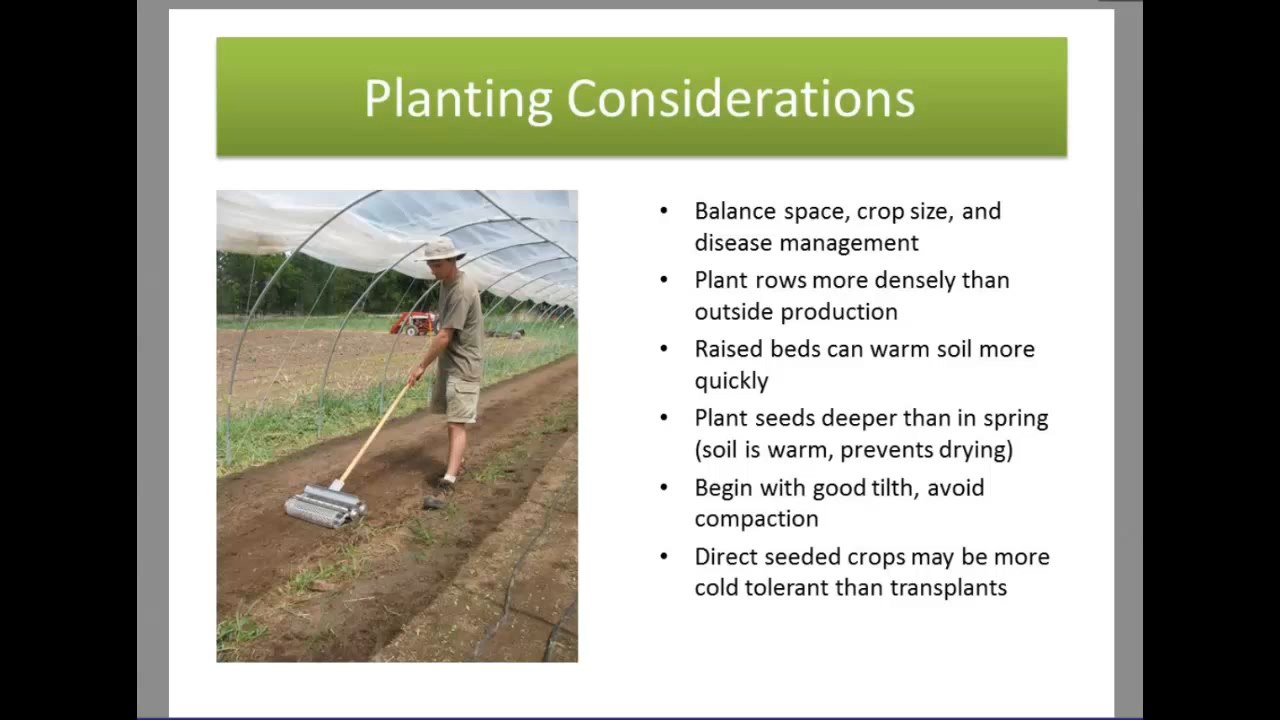 Planting Considerations
• Balance space, crop size, and
disease management
• Plant rows more densely than
outside production
• Raised beds can warm soil more
quickly
• Plant seeds deeper than in spring
(soil is warm, prevents drying)
• Begin with good tilth, avoid
compaction
• Direct seeded crops may be more
cold tolerant than transplants